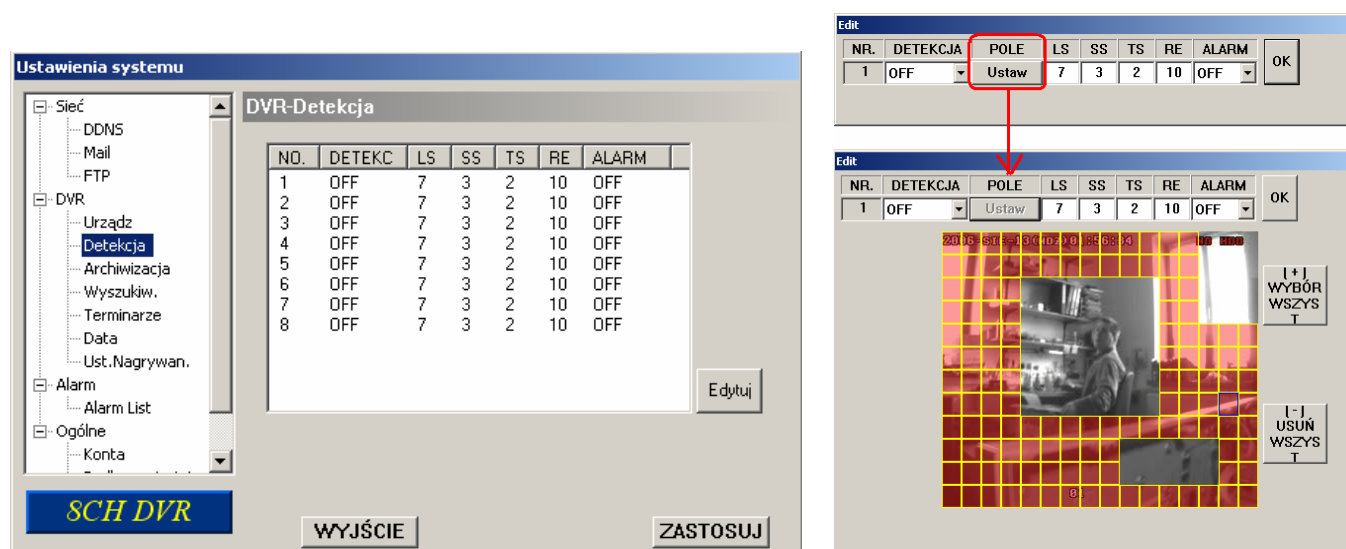 Ustawienia systemu
Sieć
DDNS
Mail
FTP
DVR
Urządz
Detekcja
Archiwizacja
Wyszukiw.
Terminarze
Data
Ust.Nagrywan.
Alarm
Alarm List
Ogólne
Konta
8CH DVR
DVR-Detekcja
NO. DETEKC LS SS TS RE ALARM
1 OFF 7 3 2 10 OFF
2 OFF 7 3 2 10 OFF
3 OFF 7 3 2 10 OFF
4 OFF 7 3 2 10 OFF
5 OFF 7 3 2 10 OFF
6 OFF 7 3 2 10 OFF
7 OFF 7 3 2 10 OFF
8 OFF 7 3 2 10 OFF
Edytuj
WYJŚCIE ZASTOSUJ
Edit
NR. DETEKCJA POLE LS SS TS RE ALARM
1 OFF Ustaw 7 3 2 10 OFF
OK
Edit
NR. DETEKCJA POLE LS SS TS RE ALARM
1 OFF Ustaw 7 3 2 10 OFF
OK
NO HDD
01
[+]
WYBÓR
WSZYS
T
[-]
USUŃ
WSZYS
T